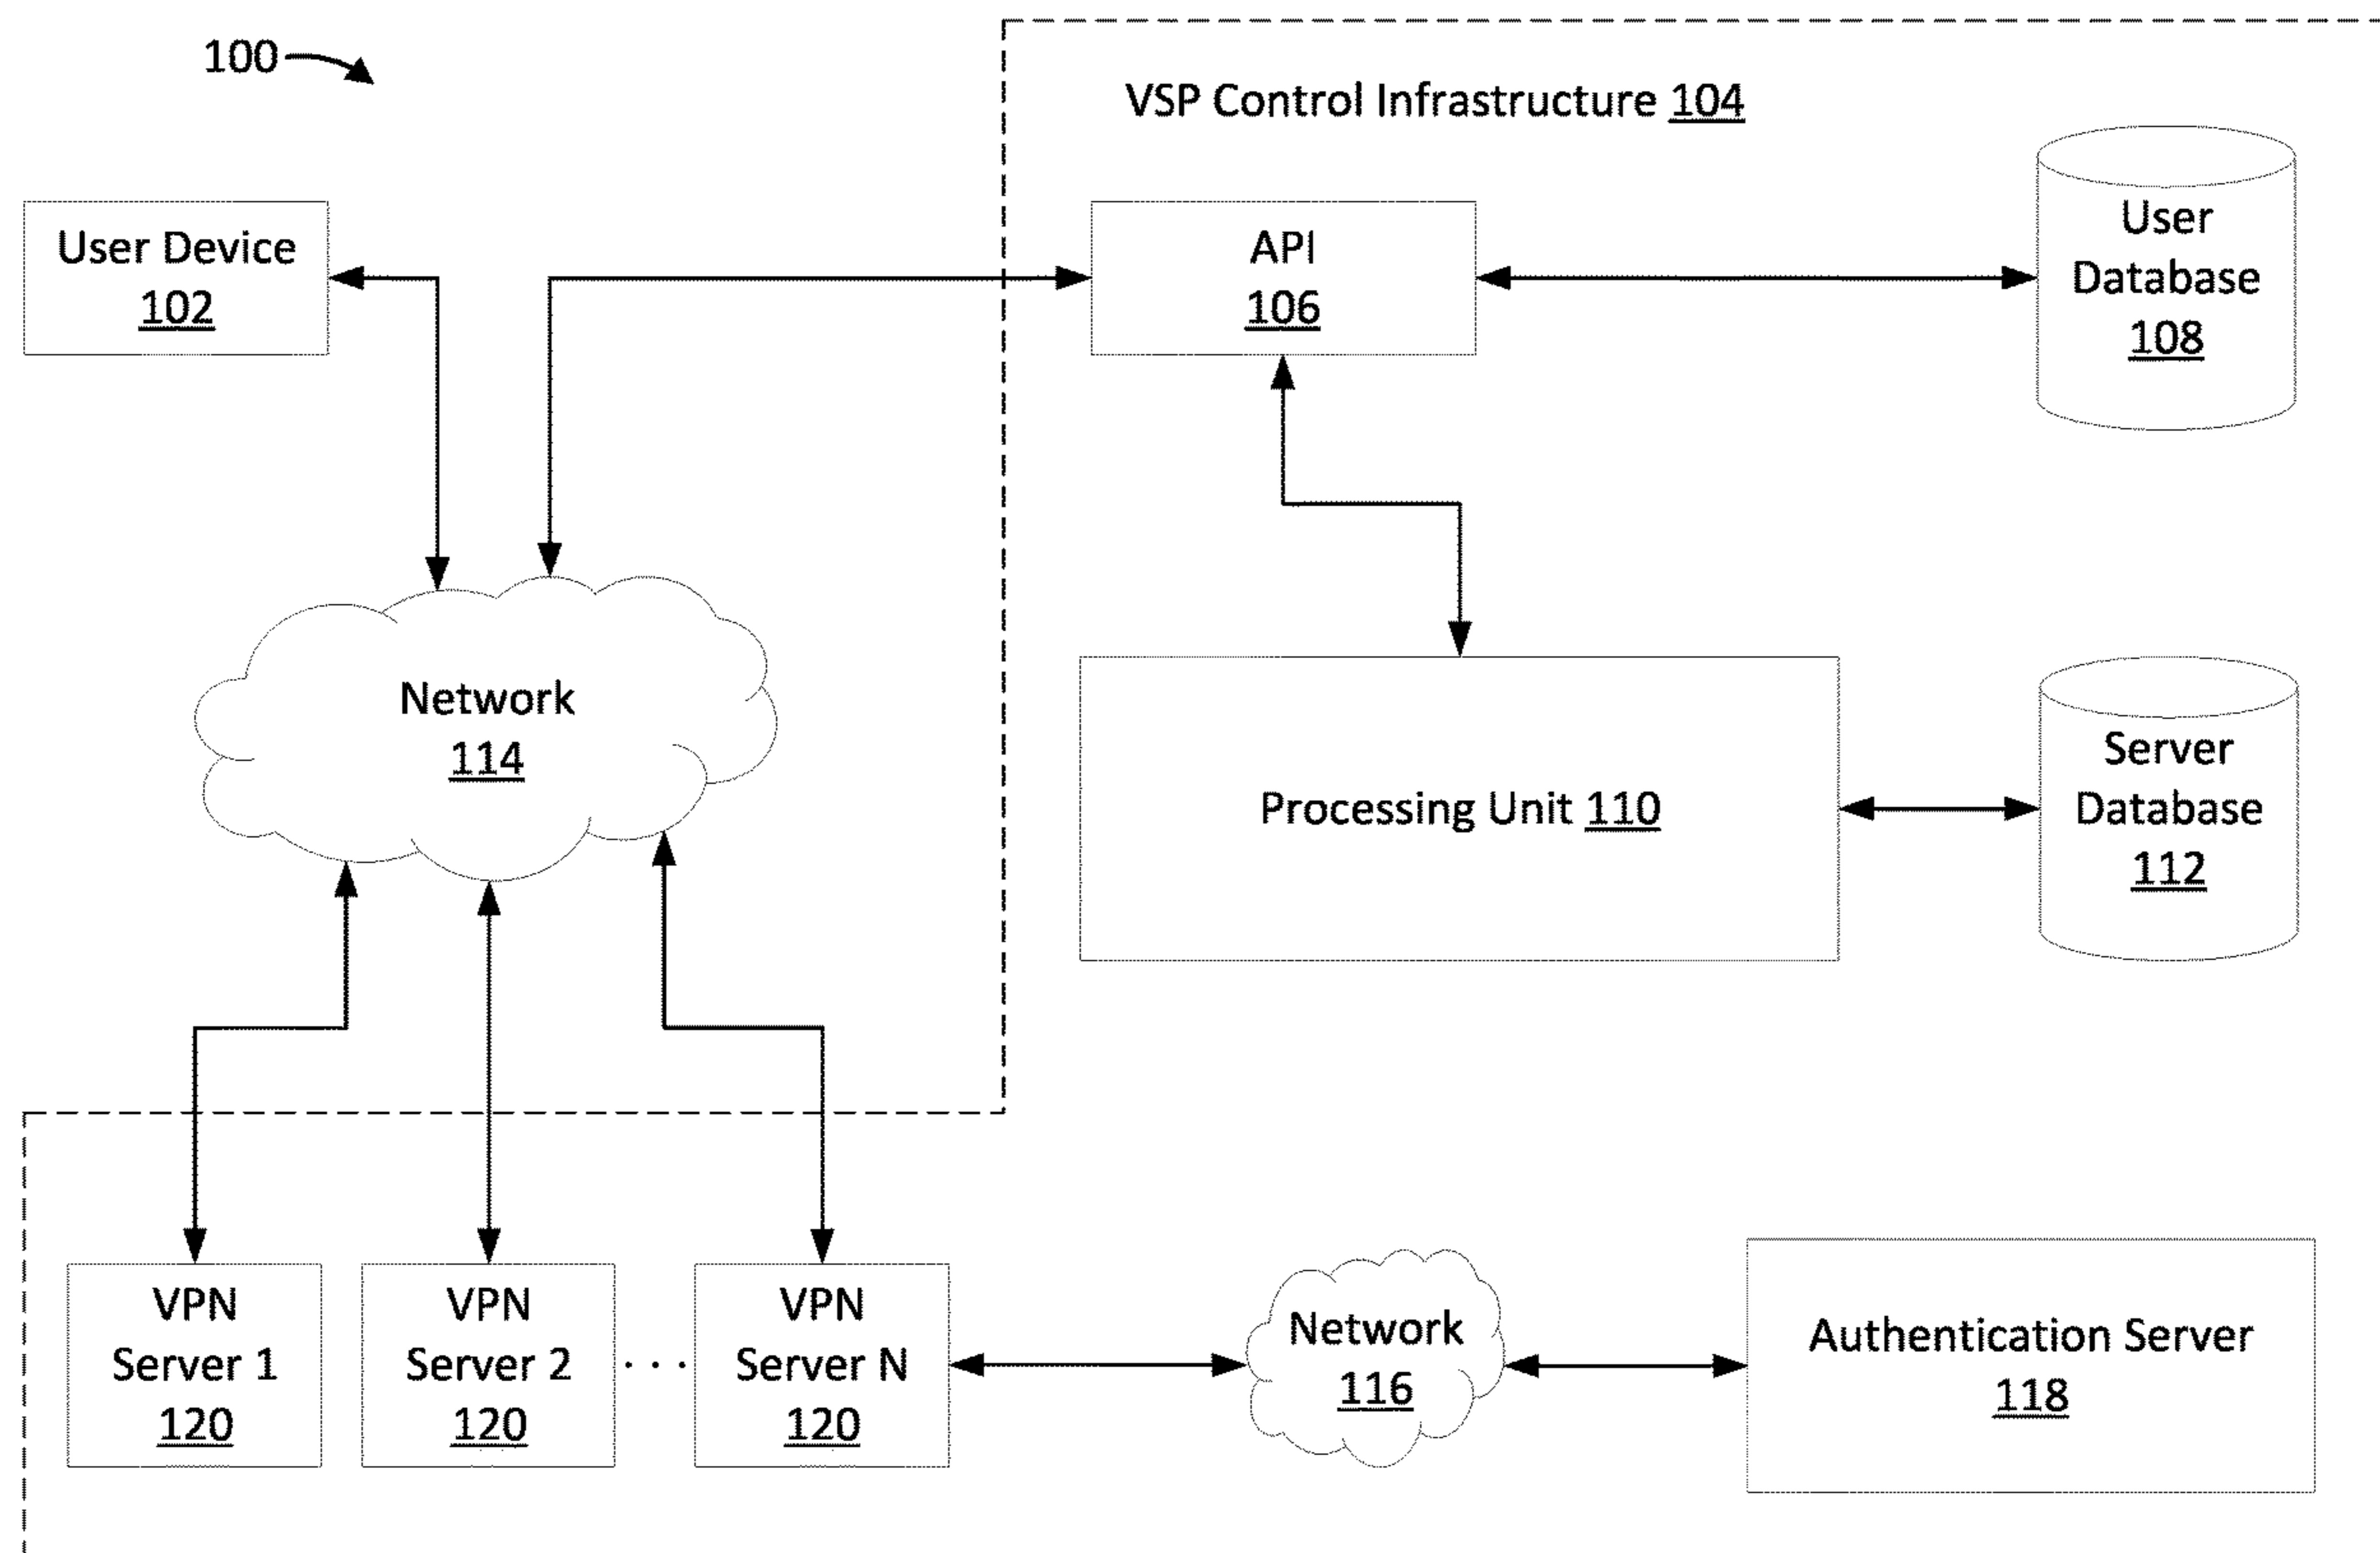 100
VSP Control Infrastructure 104
User Device
102
API
106
User
Database
108
Network
114
Processing Unit 110
Server
Database
112
VPN
Server 1
120
VPN
Server 2
120
. . .
VPN
Server N
120
Network
116
Authentication Server
118